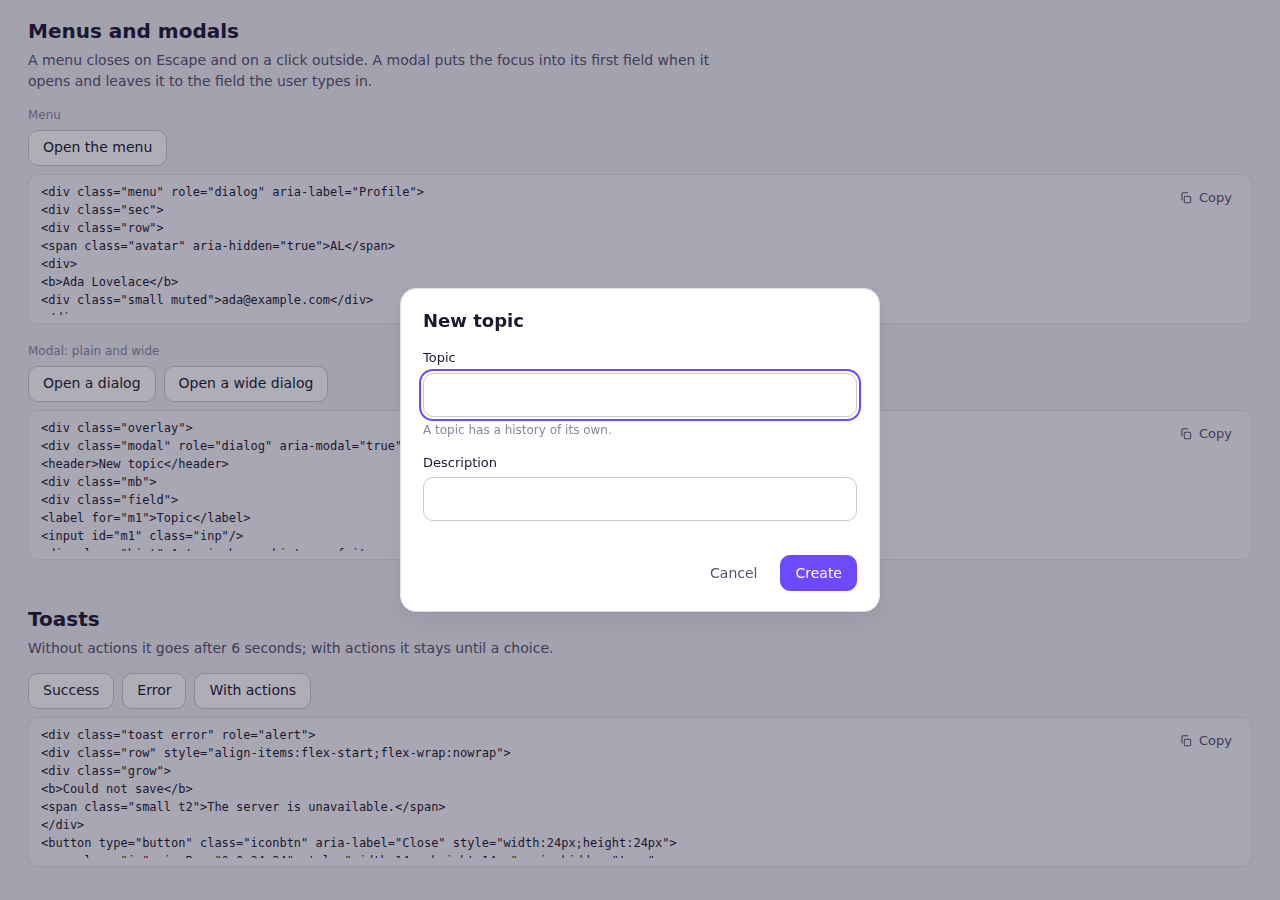 Menus and modals
A menu closes on Escape and on a click outside. A modal puts the focus into its first field when it
opens and leaves it to the field the user types in.
Menu
Open the menu
<div class="menu" role="dialog" aria-label="Profile">
<div class="sec">
<div class="row">
<span class="avatar" aria-hidden="true">AL</span>
<div>
<b>Ada Lovelace</b>
<div class="small muted">ada@example.com</div>
Copy
Modal: plain and wide
Open a dialog
Open a wide dialog
<div class="overlay">
<div class="modal" role="dialog" aria-modal="true"
<header>New topic</header>
<div class="mb">
<div class="field">
<label for="m1">Topic</label>
<input id="m1" class="inp"/>
Copy
New topic
Topic
A topic has a history of its own.
Description
Cancel
Create
Toasts
Without actions it goes after 6 seconds; with actions it stays until a choice.
Success
Error
With actions
<div class="toast error" role="alert">
<div class="row" style="align-items:flex-start;flex-wrap:nowrap">
<div class="grow">
<b>Could not save</b>
<span class="small t2">The server is unavailable.</span>
</div>
<button type="button" class="iconbtn" aria-label="Close" style="width:24px;height:24px">
Copy